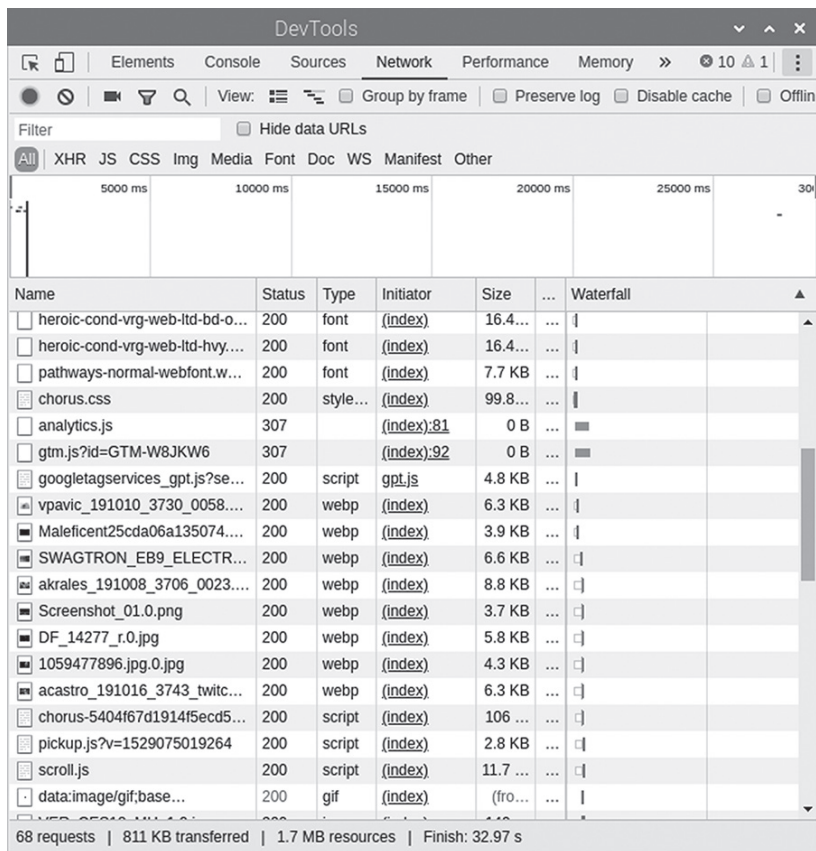 DevTools
Elements Console Sources Network Performance Memory » 10 1
View: Group by frame Preserve log Disable cache Offlin
Filter Hide data URLs
All XHR JS CSS Img Media Font Doc WS Manifest Other
5000 ms 10000 ms 15000 ms 20000 ms 25000 ms 300
Name Status Type Initiator Size ... Waterfall
heroic-cond-vrg-web-ltd-bd-o... 200 font (index) 16.4... ...
heroic-cond-vrg-web-ltd-hvy.... 200 font (index) 16.4... ...
pathways-normal-webfont.w... 200 font (index) 7.7 KB ...
chorus.css 200 style... (index) 99.8... ...
analytics.js 307 (index):81 0 B ...
gtm.js?id=GTM-W8JKW6 307 (index):92 0 B ...
googletagservices_gpt.js?se... 200 script gpt.js 4.8 KB ...
vpavic_191010_3730_0058.... 200 webp (index) 6.3 KB ...
Maleficent25cda06a135074.... 200 webp (index) 3.9 KB ...
SWAGTRON_EB9_ELECTR... 200 webp (index) 6.6 KB ...
akrales_191008_3706_0023.... 200 webp (index) 8.8 KB ...
Screenshot_01.0.png 200 webp (index) 3.7 KB ...
DF_14277_r.0.jpg 200 webp (index) 5.8 KB ...
1059477896.jpg.0.jpg 200 webp (index) 4.3 KB ...
acastro_191016_3743_twitc... 200 webp (index) 6.3 KB ...
chorus-5404f67d1914f5ecd5... 200 script (index) 106 ... ...
pickup.js?v=1529075019264 200 script (index) 2.8 KB ...
scroll.js 200 script (index) 11.7 ... ...
data:image/gif;base... 200 gif (index) (fro... ...
68 requests | 811 KB transferred | 1.7 MB resources | Finish: 32.97 s